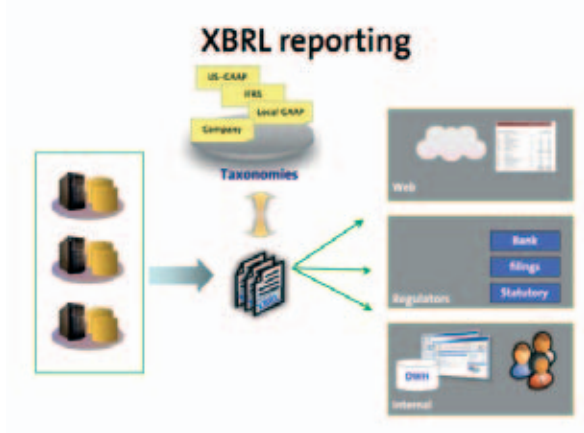 XBRL reporting
US-GAAP
IFRS
Local GAAP
Company
Taxonomies
Web
Bank
filings
Statutory
Regulators
DWH
Internal